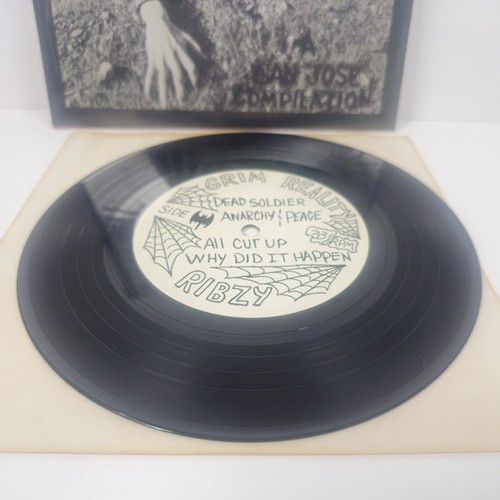 A
SAN JOSE
COMPILATION
GRIM REALITY
DEAD SOLDIER
SIDE
ANARCHY & PEACE
All CUT UP
WHY DID IT HAPPEN
RIBZY